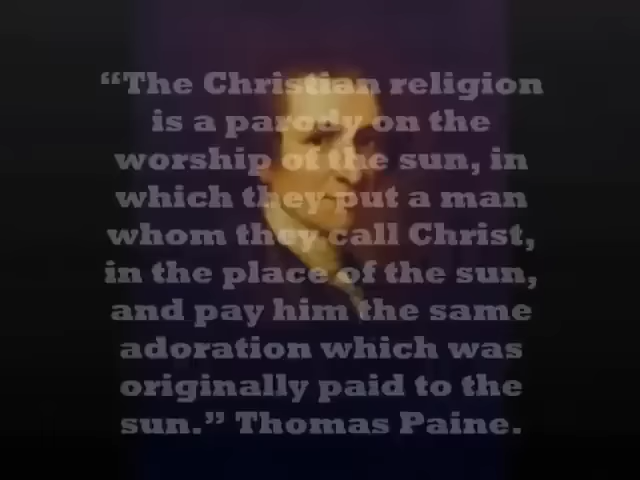 “The Christian religion
is a parody on the
worship of the sun, in
which they put a man
whom they call Christ,
in the place of the sun,
and pay him the same
adoration which was
originally paid to the
sun.” Thomas Paine.